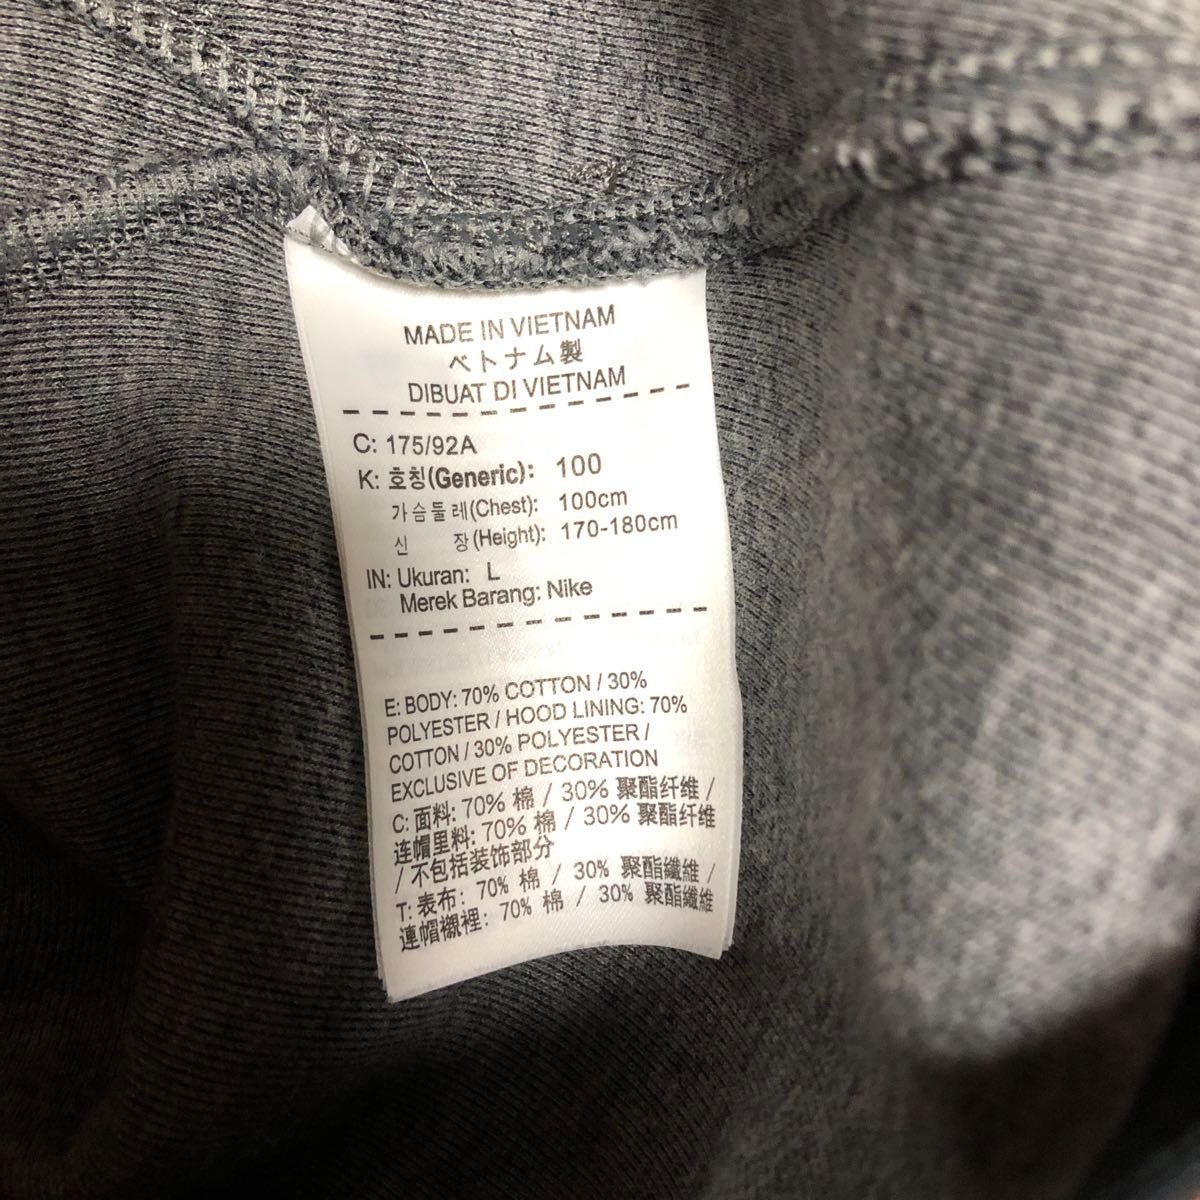 MADE IN VIETNAM
ベトナム製
DIBUAT DI VIETNAM
C: 175/92A
K: 호칭(Generic): 100
가슴둘레(Chest): 100cm
신 장(Height): 170-180cm
IN: Ukuran: L
Merek Barang: Nike
E: BODY: 70% COTTON / 30%
POLYESTER / HOOD LINING: 70%
COTTON / 30% POLYESTER /
EXCLUSIVE OF DECORATION
C: 面料: 70% 棉 / 30% 聚酯纤维 /
连帽里料: 70% 棉 / 30% 聚酯纤维
/ 不包括装饰部分
T: 表布: 70% 棉 / 30% 聚酯纖維 /
連帽襯裡: 70% 棉 / 30% 聚酯纖維